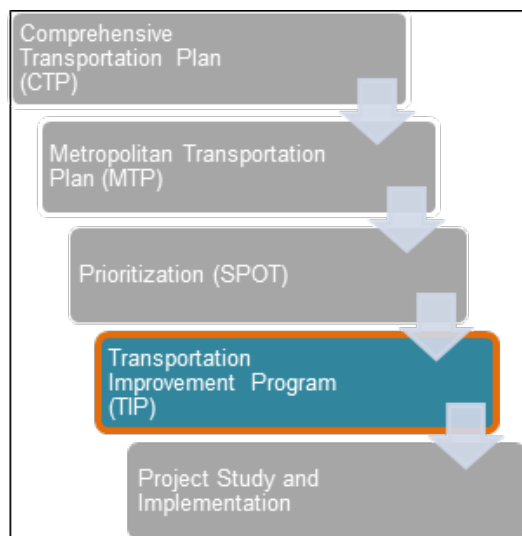 Comprehensive
Transportation Plan
(CTP)
Metropolitan Transportation
Plan (MTP)
Prioritization (SPOT)
Transportation
Improvement Program
(TIP)
Project Study and
Implementation